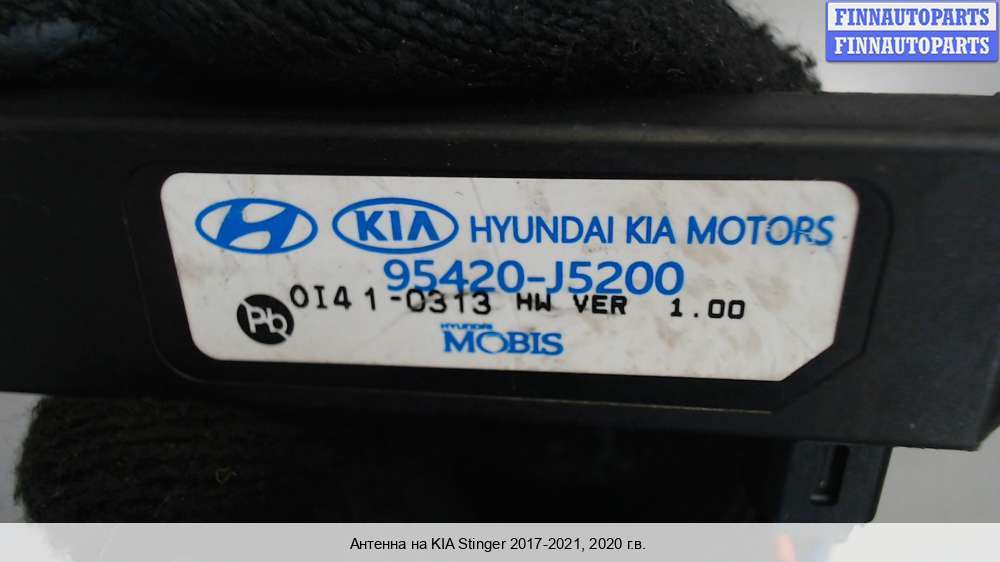 FINNAUTOPARTS
FINNAUTOPARTS
KIA HYUNDAI KIA MOTORS
95420-J5200
Pb 0I41-0313 HW VER 1.00
HYUNDAI
MOBIS
Антенна на KIA Stinger 2017-2021, 2020 г.в.